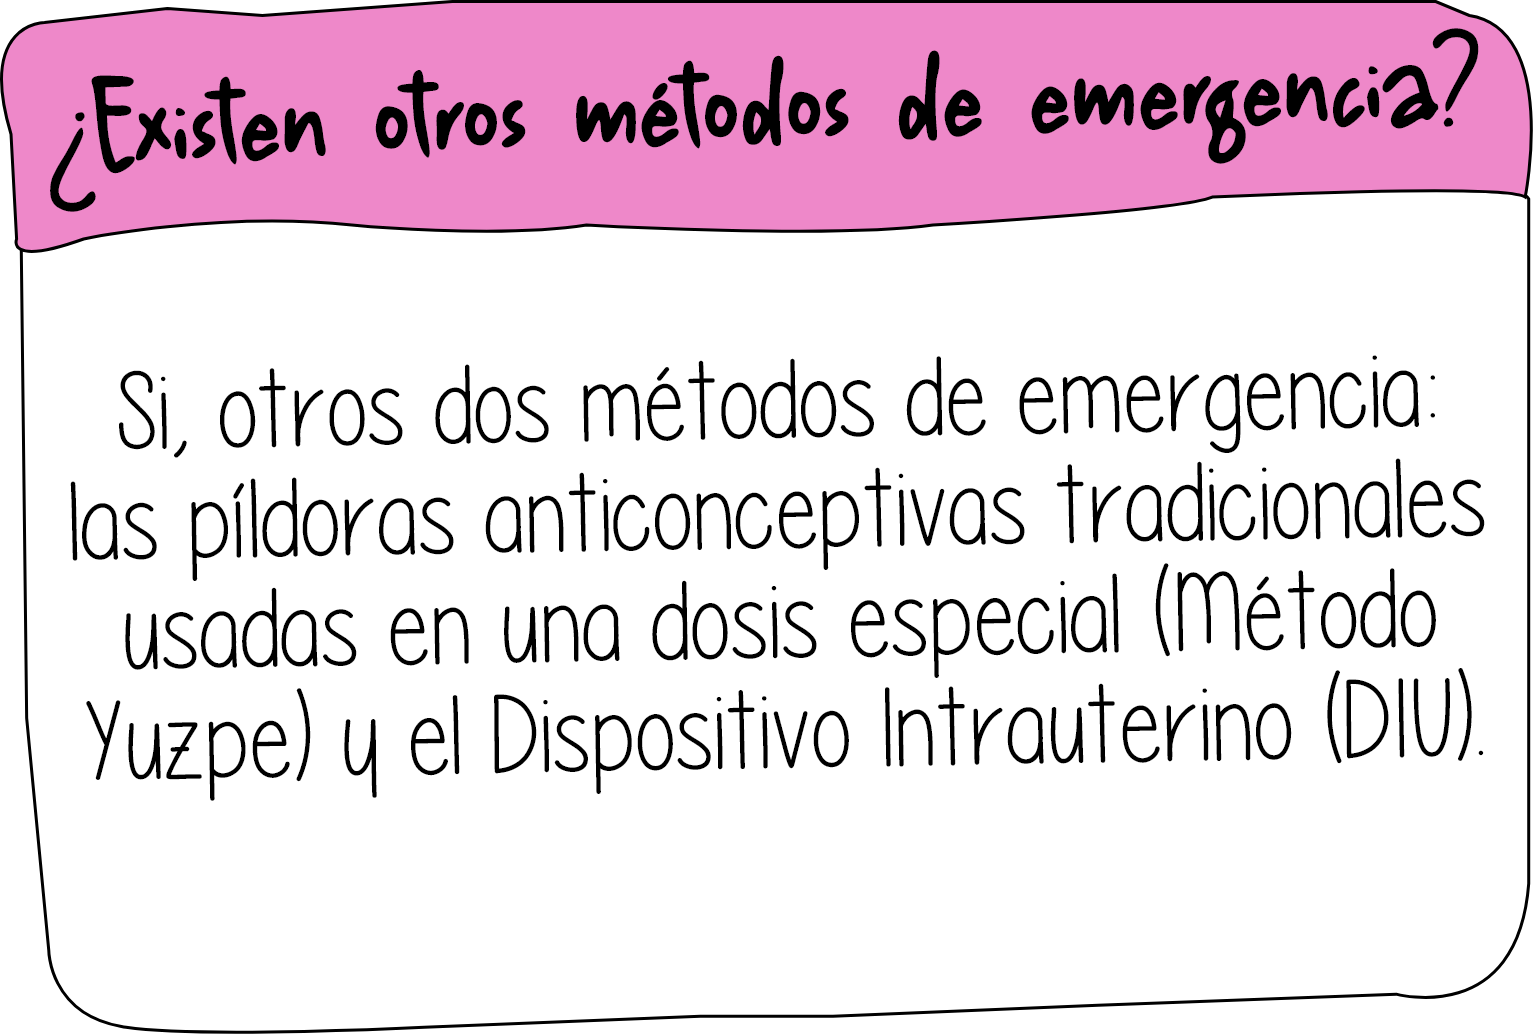 ¿Existen otros métodos de emergencia?
Si, otros dos métodos de emergencia:
las píldoras anticonceptivas tradicionales
usadas en una dosis especial (Método
Yuzpe) y el Dispositivo Intrauterino (DIU).